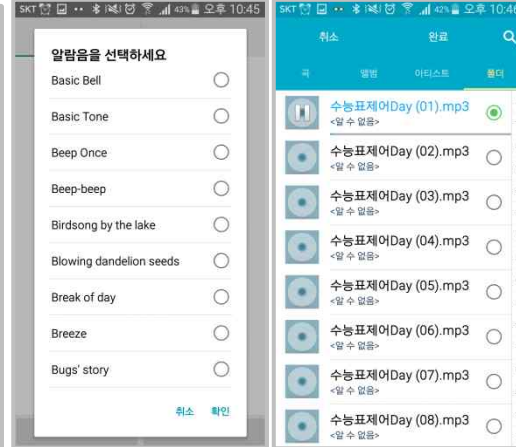 SKT 43% 오후 10:45
알람음을 선택하세요
Basic Bell
Basic Tone
Beep Once
Beep-beep
Birdsong by the lake
Blowing dandelion seeds
Break of day
Breeze
Bugs' story
취소 확인
SKT 42% 오후 10:46
취소 완료
곡 앨범 아티스트 폴더
수능표제어Day (01).mp3
<알 수 없음>
수능표제어Day (02).mp3
<알 수 없음>
수능표제어Day (03).mp3
<알 수 없음>
수능표제어Day (04).mp3
<알 수 없음>
수능표제어Day (05).mp3
<알 수 없음>
수능표제어Day (06).mp3
<알 수 없음>
수능표제어Day (07).mp3
<알 수 없음>
수능표제어Day (08).mp3
<알 수 없음>